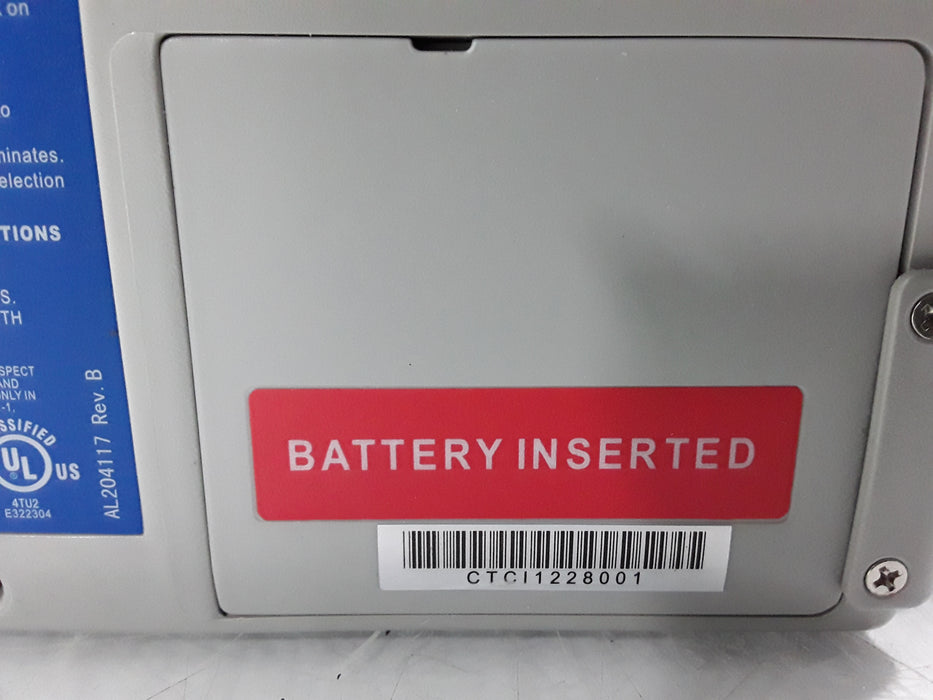 on
minates.
election
TIONS
S.
TH
SPECT
AND
ONLY IN
-1.
SSIFIED
UL
®
US
4TU2
E322304
AL204117 Rev. B
BATTERY INSERTED
CTCI1228001